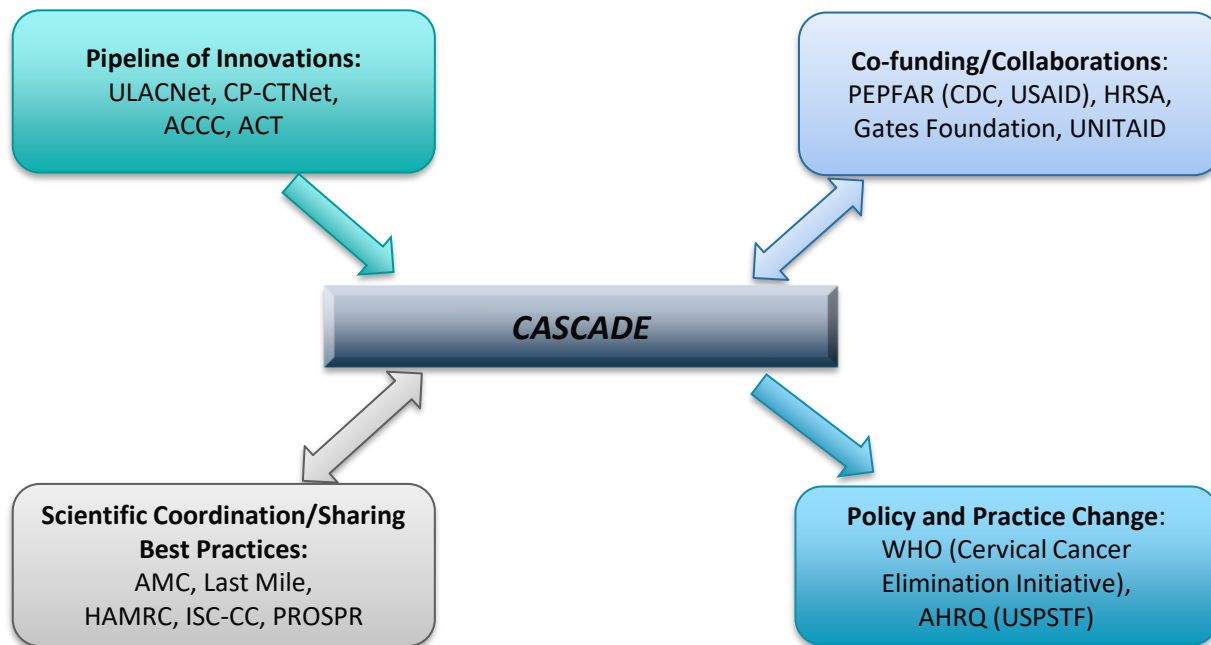 Pipeline of Innovations:
ULACNet, CP-CTNet,
ACCC, ACT
Co-funding/Collaborations:
PEPFAR (CDC, USAID), HRSA,
Gates Foundation, UNITAID
CASCADE
Scientific Coordination/Sharing
Best Practices:
AMC, Last Mile,
HAMRC, ISC-CC, PROSPR
Policy and Practice Change:
WHO (Cervical Cancer
Elimination Initiative),
AHRQ (USPSTF)